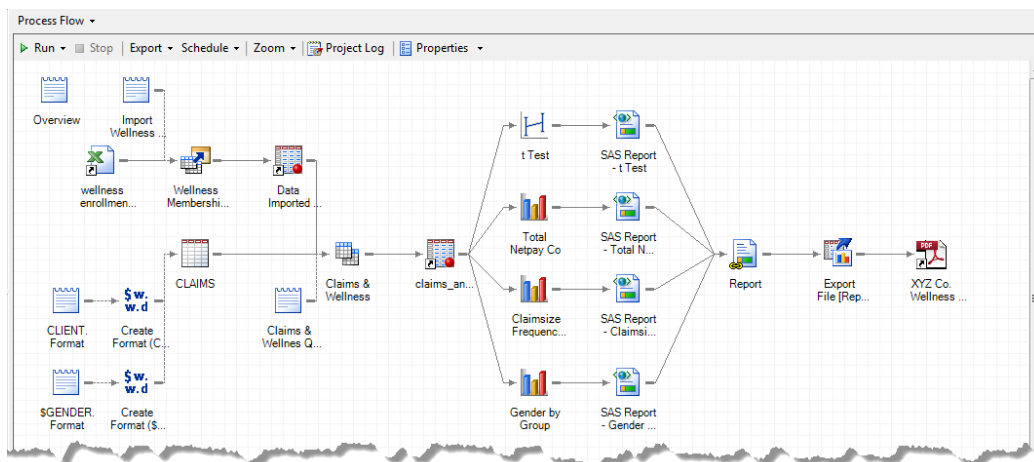 Process Flow
Run Stop Export Schedule Zoom Project Log Properties
Overview
Import
Wellness ...
wellness
enrollmen...
Wellness
Membershi...
Data
Imported ...
t Test
SAS Report
- t Test
Total
Netpay Co
SAS Report
- Total N...
CLAIMS
Claims &
Wellness
claims_an...
Report
Export
File [Rep...
PDF
XYZ Co.
Wellness ...
CLIENT.
Format
$w.
w.d
Create
Format (C...
Claims &
Wellnes Q...
Claimsize
Frequenc...
SAS Report
- Claimsi...
$GENDER.
Format
$w.
w.d
Create
Format ($...
Gender by
Group
SAS Report
- Gender ...